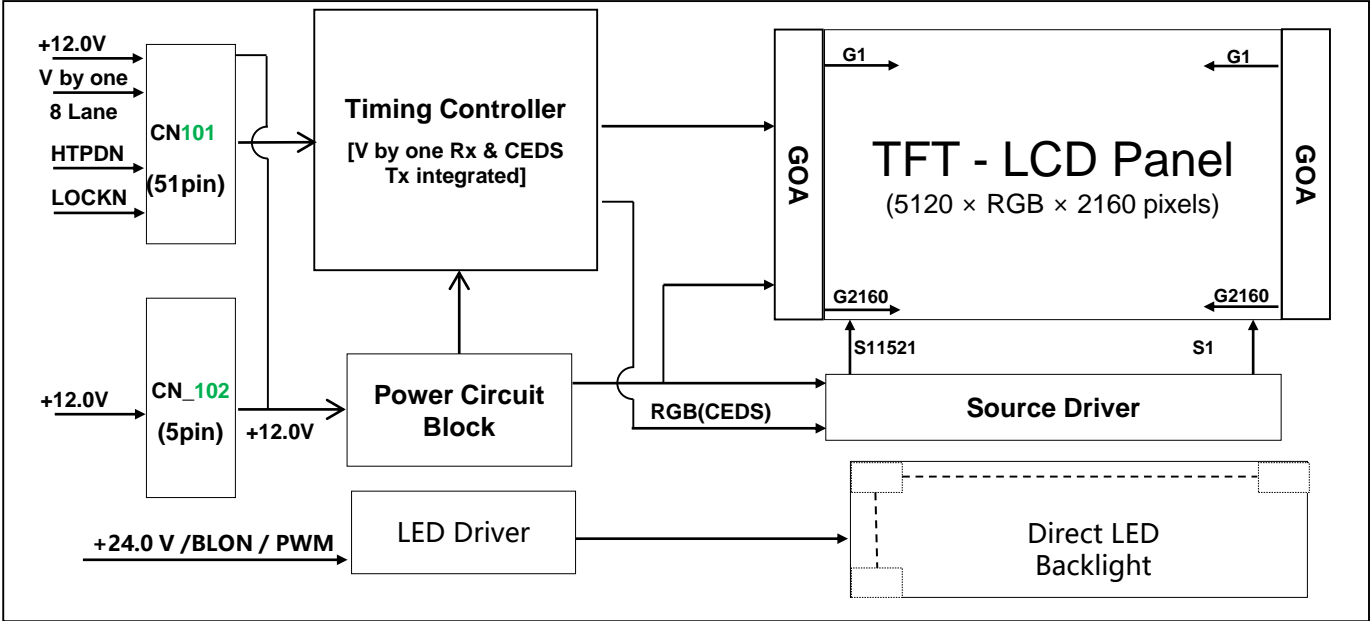 +12.0V
V by one
8 Lane
HTPDN
LOCKN
CN101
(51pin)
Timing Controller
[V by one Rx & CEDS
Tx integrated]
GOA
G1
G1
TFT - LCD Panel
(5120 × RGB × 2160 pixels)
G2160
G2160
GOA
S11521
S1
+12.0V
CN_102
(5pin)
+12.0V
Power Circuit
Block
RGB(CEDS)
Source Driver
+24.0 V /BLON / PWM
LED Driver
Direct LED
Backlight